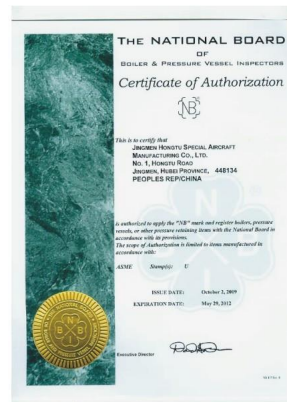 THE NATIONAL BOARD
OF
BOILER & PRESSURE VESSEL INSPECTORS
Certificate of Authorization
NB
This is to certify that
JINGMEN HONGTU SPECIAL AIRCRAFT
MANUFACTURING CO., LTD.
NO. 1, HONGTU ROAD
JINGMEN, HUBEI PROVINCE, 448134
PEOPLES REP/CHINA
is authorized to apply the "NB" mark and register boilers, pressure
vessels, or other pressure retaining items with the National Board in
accordance with its provisions.
The scope of Authorization is limited to items manufactured in
accordance with:
ASME Stamp(s): U
ISSUE DATE: October 2, 2009
EXPIRATION DATE: May 29, 2012
Executive Director